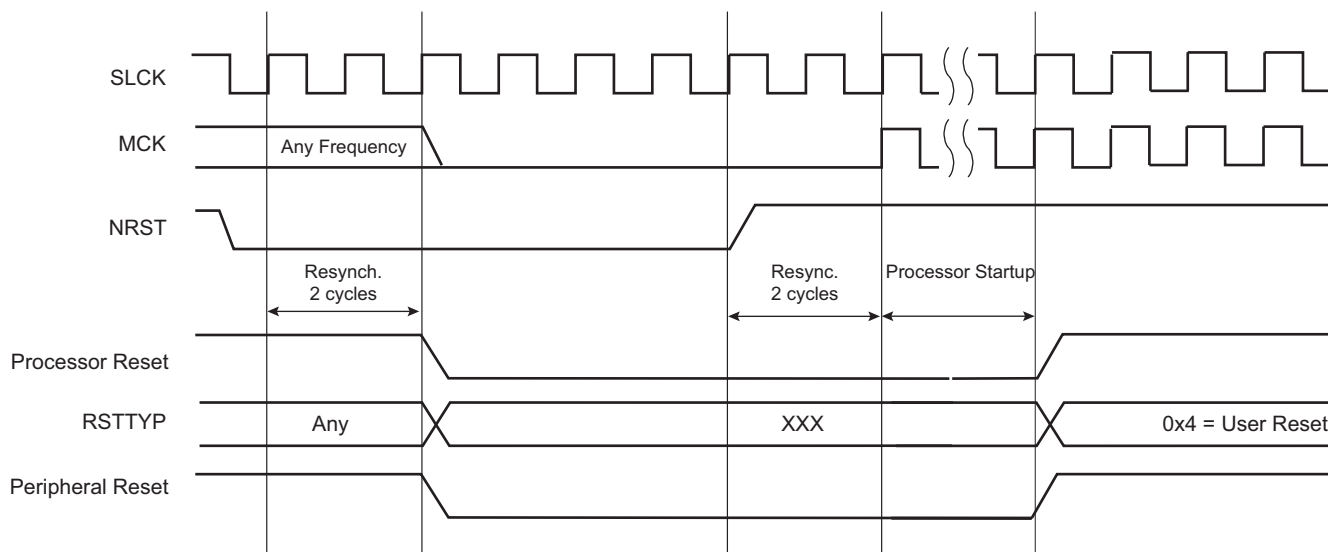 SLCK
MCK
Any Frequency
NRST
Resynch.
2 cycles
Resync.
2 cycles
Processor Startup
Processor Reset
RSTTYP
Any
XXX
0x4 = User Reset
Peripheral Reset